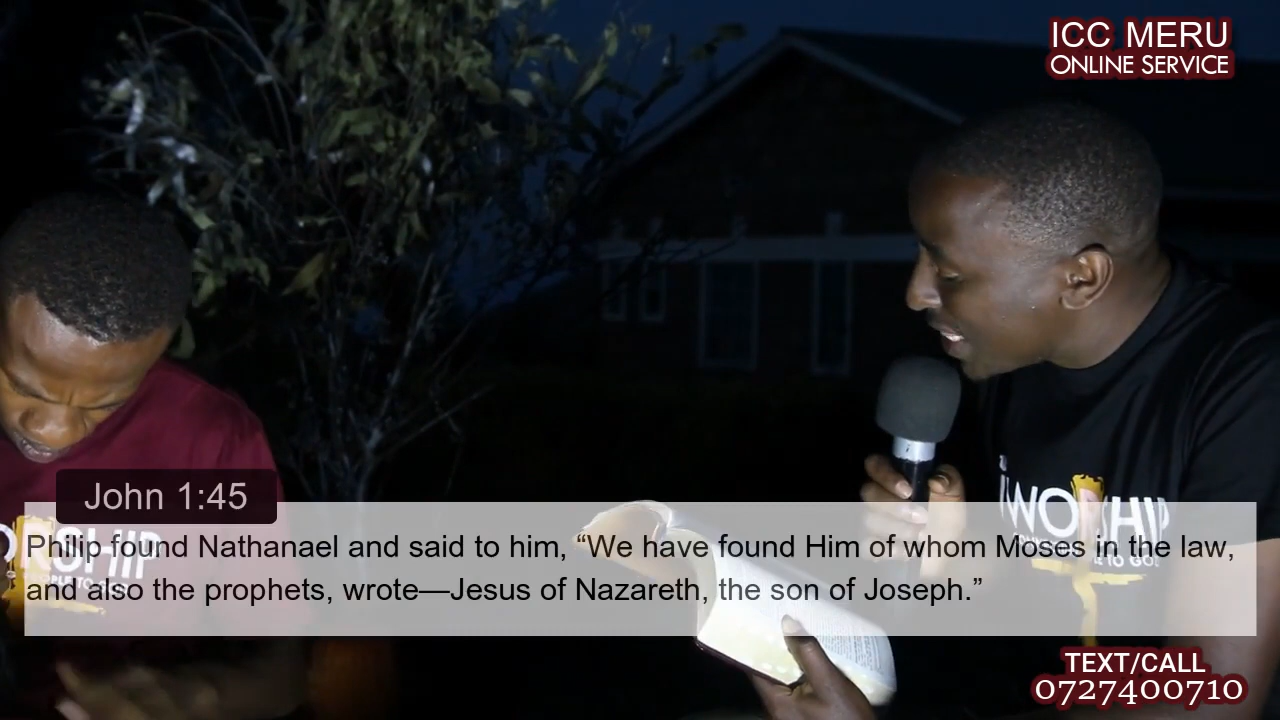 ICC MERU
ONLINE SERVICE
John 1:45
Philip found Nathanael and said to him, “We have found Him of whom Moses in the law,
and also the prophets, wrote—Jesus of Nazareth, the son of Joseph.”
TEXT/CALL
0727400710